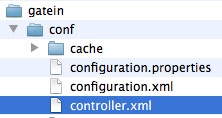 gatein
conf
cache
configuration.properties
configuration.xml
controller.xml